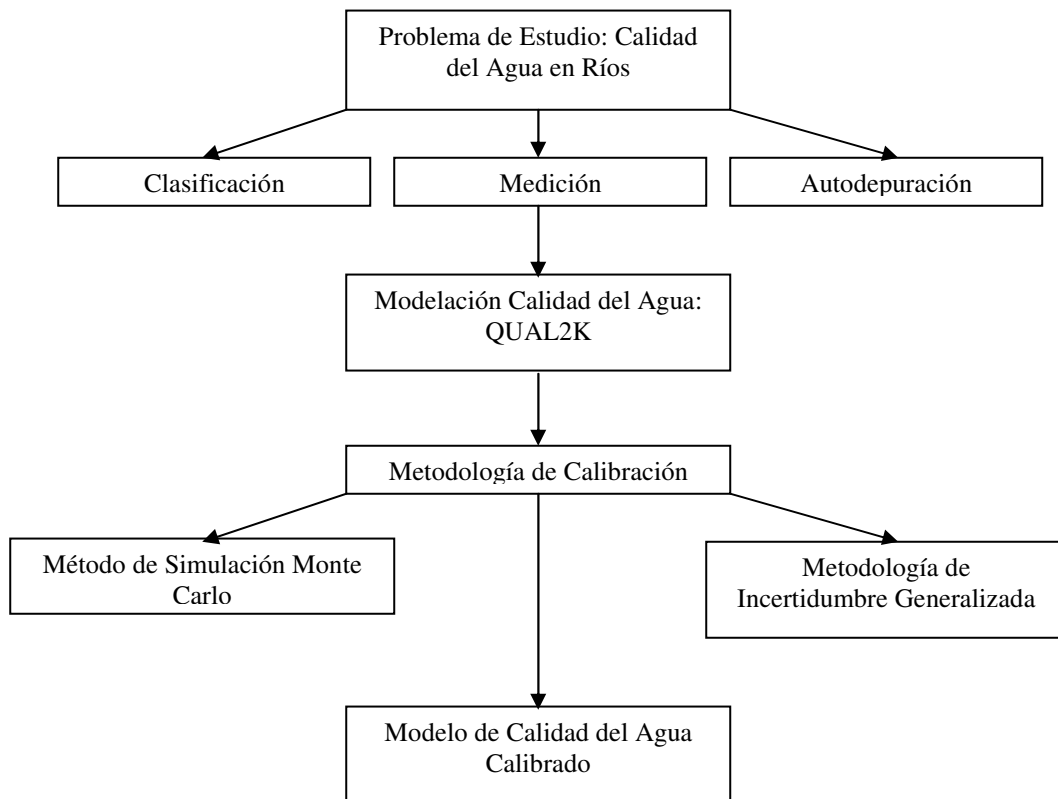 Problema de Estudio: Calidad
del Agua en Ríos
Clasificación
Medición
Autodepuración
Modelación Calidad del Agua:
QUAL2K
Metodología de Calibración
Método de Simulación Monte
Carlo
Metodología de
Incertidumbre Generalizada
Modelo de Calidad del Agua
Calibrado